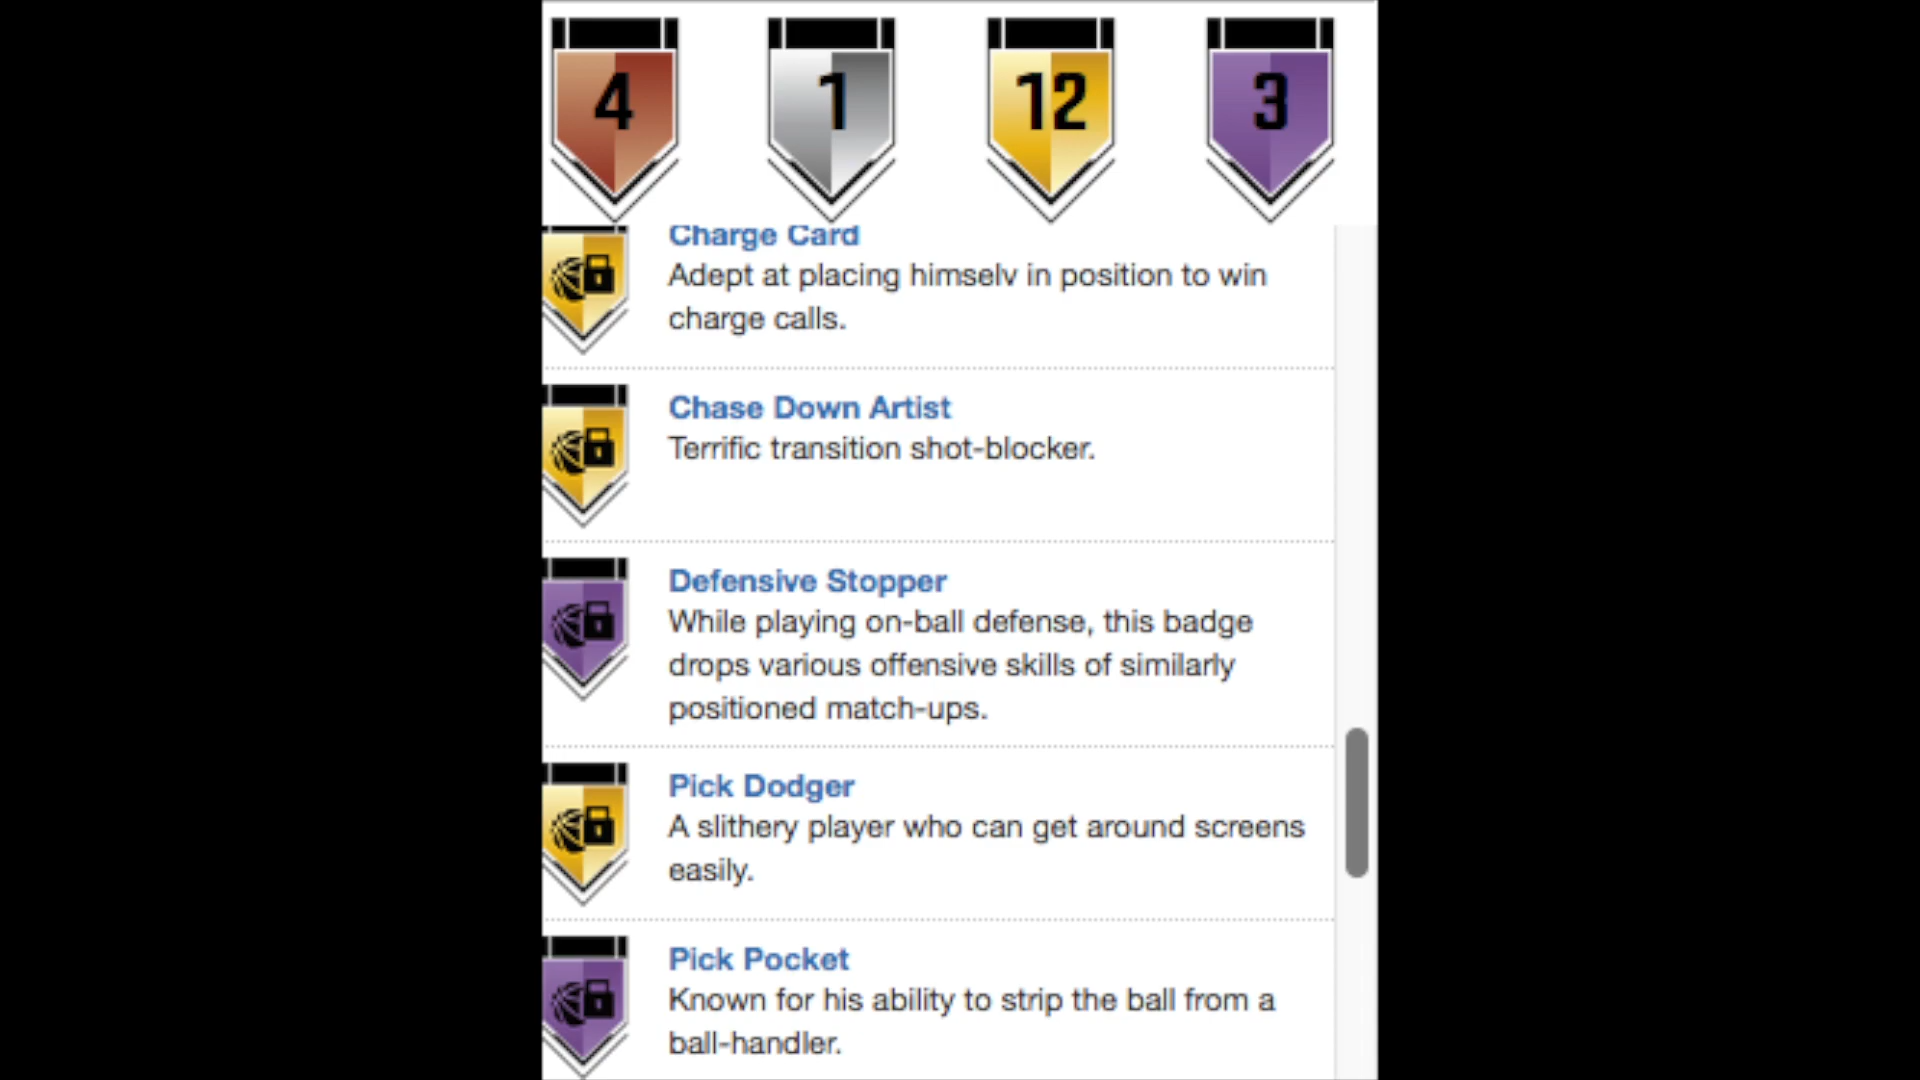 4 1 12 3
Charge Card
Adept at placing himselv in position to win
charge calls.
Chase Down Artist
Terrific transition shot-blocker.
Defensive Stopper
While playing on-ball defense, this badge
drops various offensive skills of similarly
positioned match-ups.
Pick Dodger
A slithery player who can get around screens
easily.
Pick Pocket
Known for his ability to strip the ball from a
ball-handler.